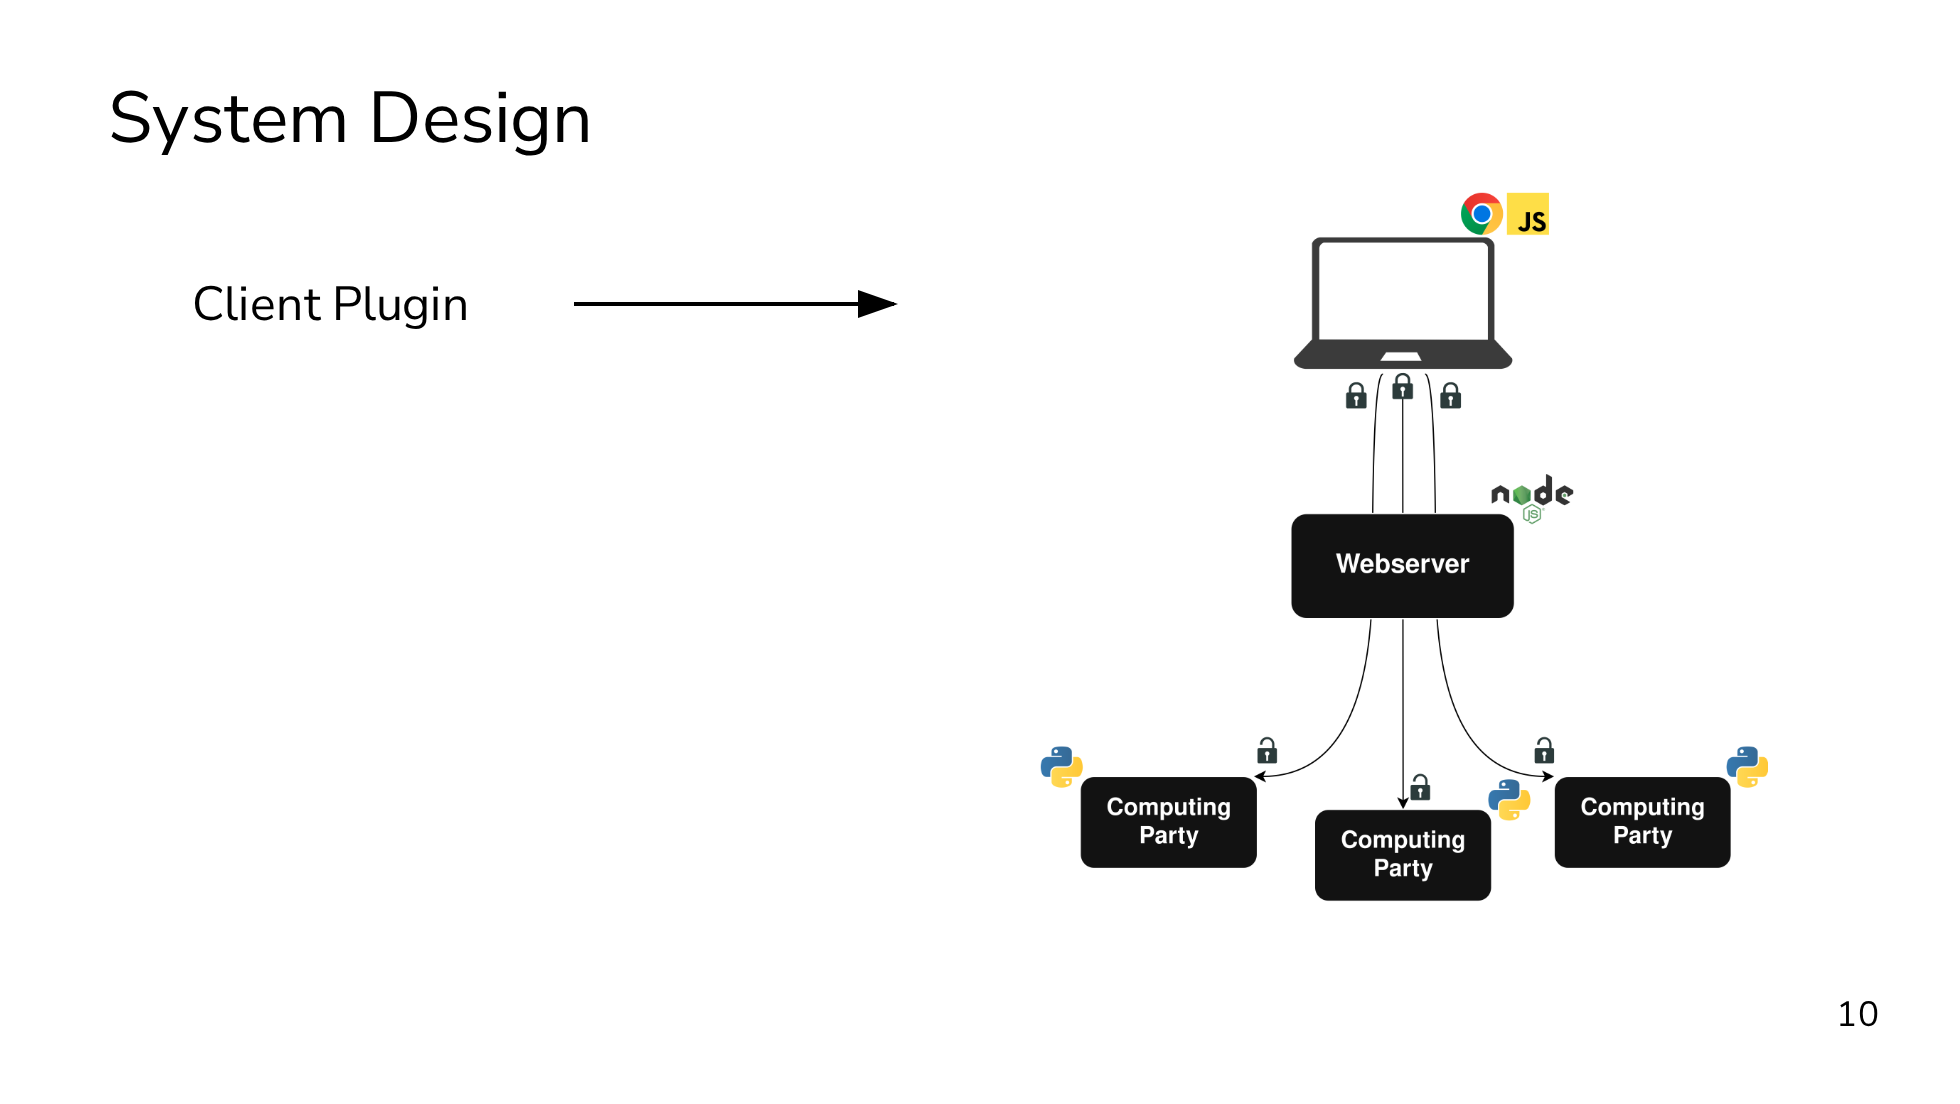 System Design
Client Plugin
JS
node
JS
Webserver
Computing
Party
Computing
Party
Computing
Party
10